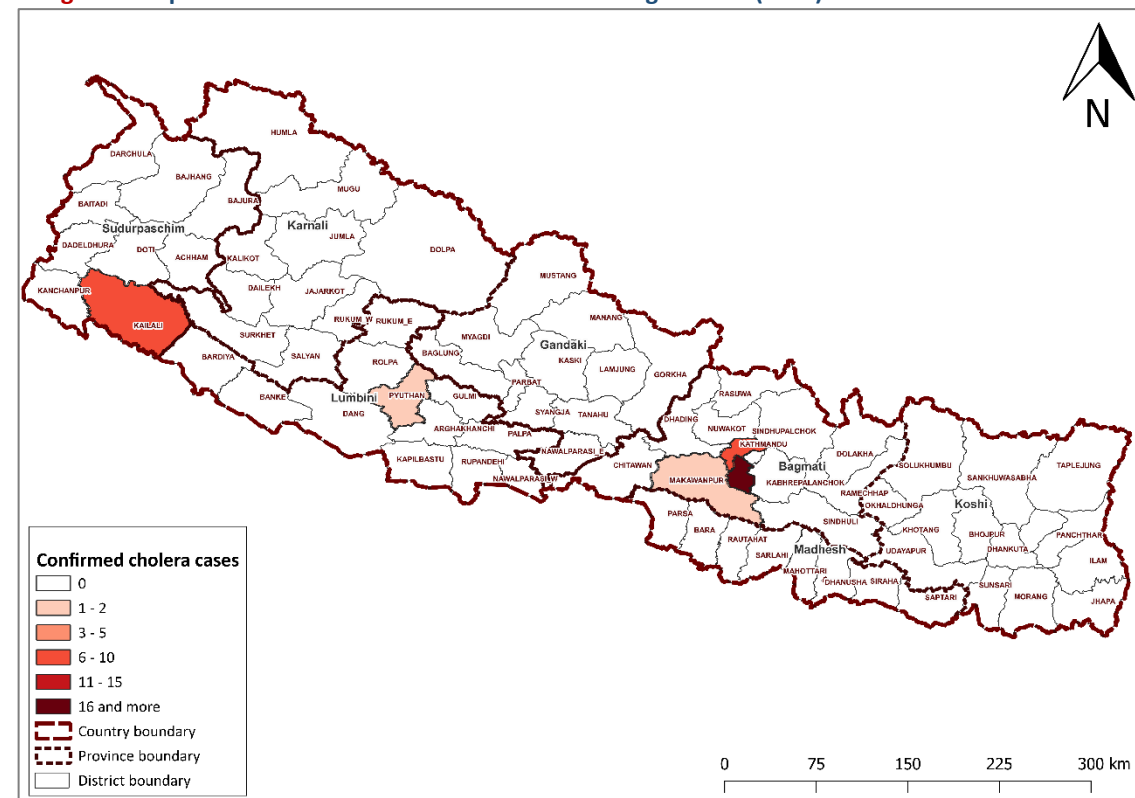 N
HUMLA
DARCHULA
BAJHANG
MUGU
BAITADI
BAJURA
Sudurpaschim
Karnali
JUMLA
DADELDHURA
DOTI
DOLPA
ACHHAM
KALIKOT
MUSTANG
KANCHANPUR
DAILEKH
JAJARKOT
MANANG
KAILALI
RUKUM_W
RUKUM_E
SURKHET
MYAGDI
Gandaki
BARDIYA
SALYAN
ROLPA
BAGLUNG
KASKI
LAMJUNG
GORKHA
PARBAT
BANKE
Lumbini
PYUTHAN
GULMI
RASUWA
DANG
SYANGJA
TANAHU
DHADING
NUWAKOT
SINDHUPALCHOK
ARGHAKHANCHI
PALPA
KATHMANDU
DOLAKHA
KAPILBASTU
RUPANDEHI
NAWALPARASI_E
CHITAWAN
Bagmati
SOLUKHUMBU
TAPLEJUNG
NAWALPARASI_W
MAKAWANPUR
KABHREPALANCHOK
SANKHUWASABHA
RAMECHHAP
OKHALDHUNGA
Koshi
PARSA
BARA
SINDHULI
KHOTANG
BHOJPUR
PANCHTHAR
RAUTAHAT
SARLAHI
Madhesh
UDAYAPUR
DHANKUTA
ILAM
MAHOTTARI
DHANUSHA
SIRAHA
SAPTARI
SUNSARI
MORANG
JHAPA
Confirmed cholera cases
0
1 - 2
3 - 5
6 - 10
11 - 15
16 and more
Country boundary
Province boundary
District boundary
0 75 150 225 300 km